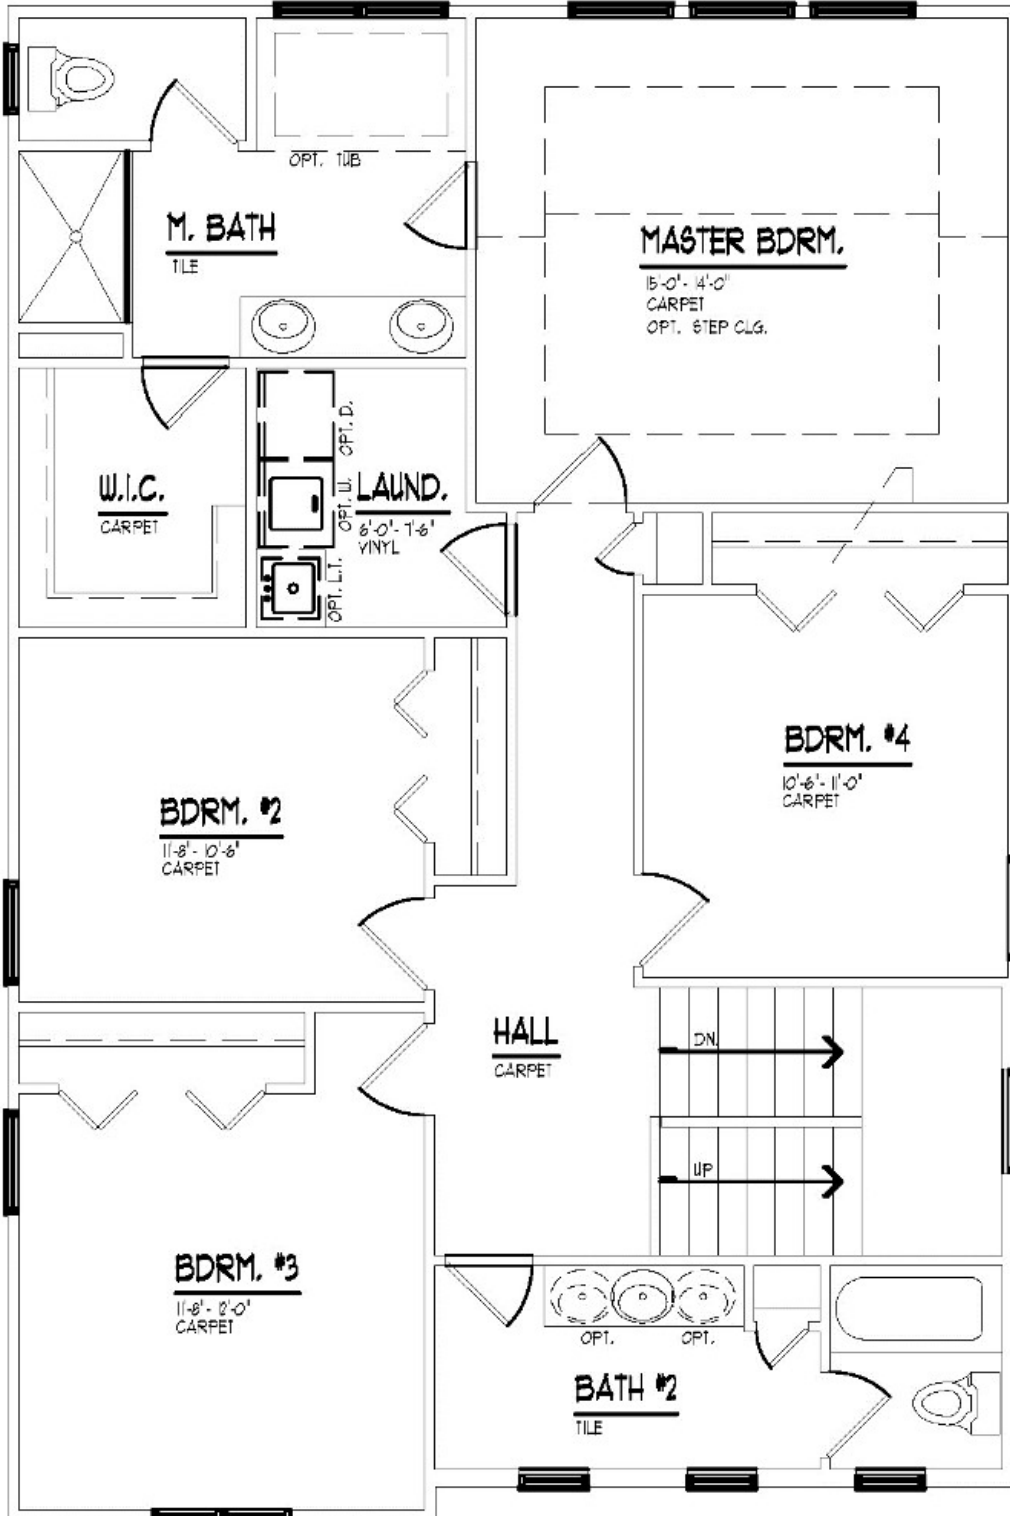 OPT. TUB
M. BATH
TILE
MASTER BDRM.
15'-0"- 14'-0"
CARPET
OPT. STEP CLG.
W.I.C.
CARPET
OPT. D.
OPT. W.
OPT. L.T.
LAUND.
6'-0"- 7'-6"
VINYL
BDRM. #4
10'-6"- 11'-0"
CARPET
BDRM. #2
11'-8"- 10'-6"
CARPET
HALL
CARPET
DN.
UP
BDRM. #3
11'-8"- 12'-0"
CARPET
OPT. OPT.
BATH #2
TILE